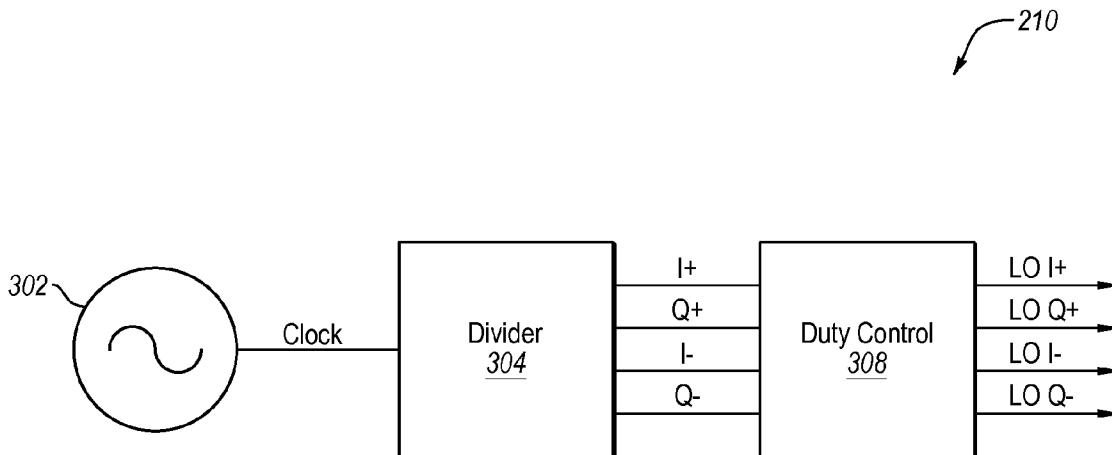 210
302
Clock
Divider
304
I+
Q+
I-
Q-
Duty Control
308
LO I+
LO Q+
LO I-
LO Q-